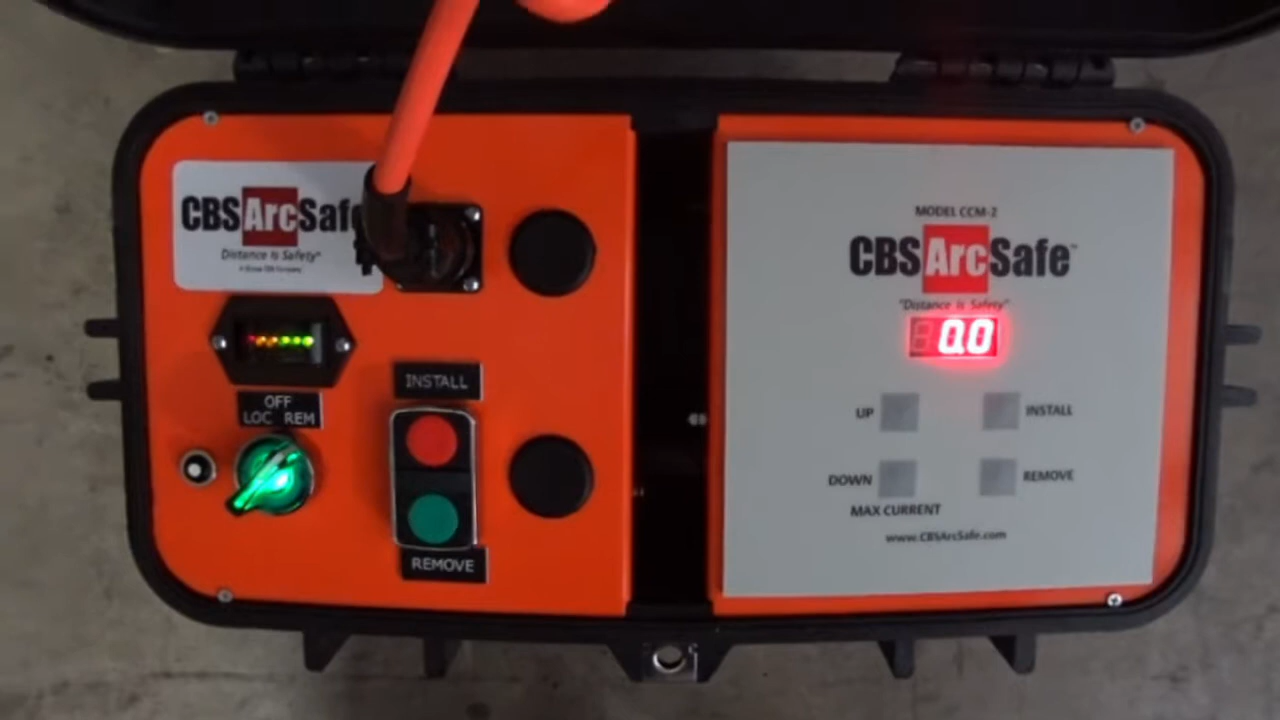 CBSArcSafe
Distance is Safety"
OFF
LOC REM
INSTALL
REMOVE
MODEL CCM-2
CBSArcSafe™
"Distance is Safety"
0.0
UP
INSTALL
DOWN
REMOVE
MAX CURRENT
www.CBSArcSafe.com